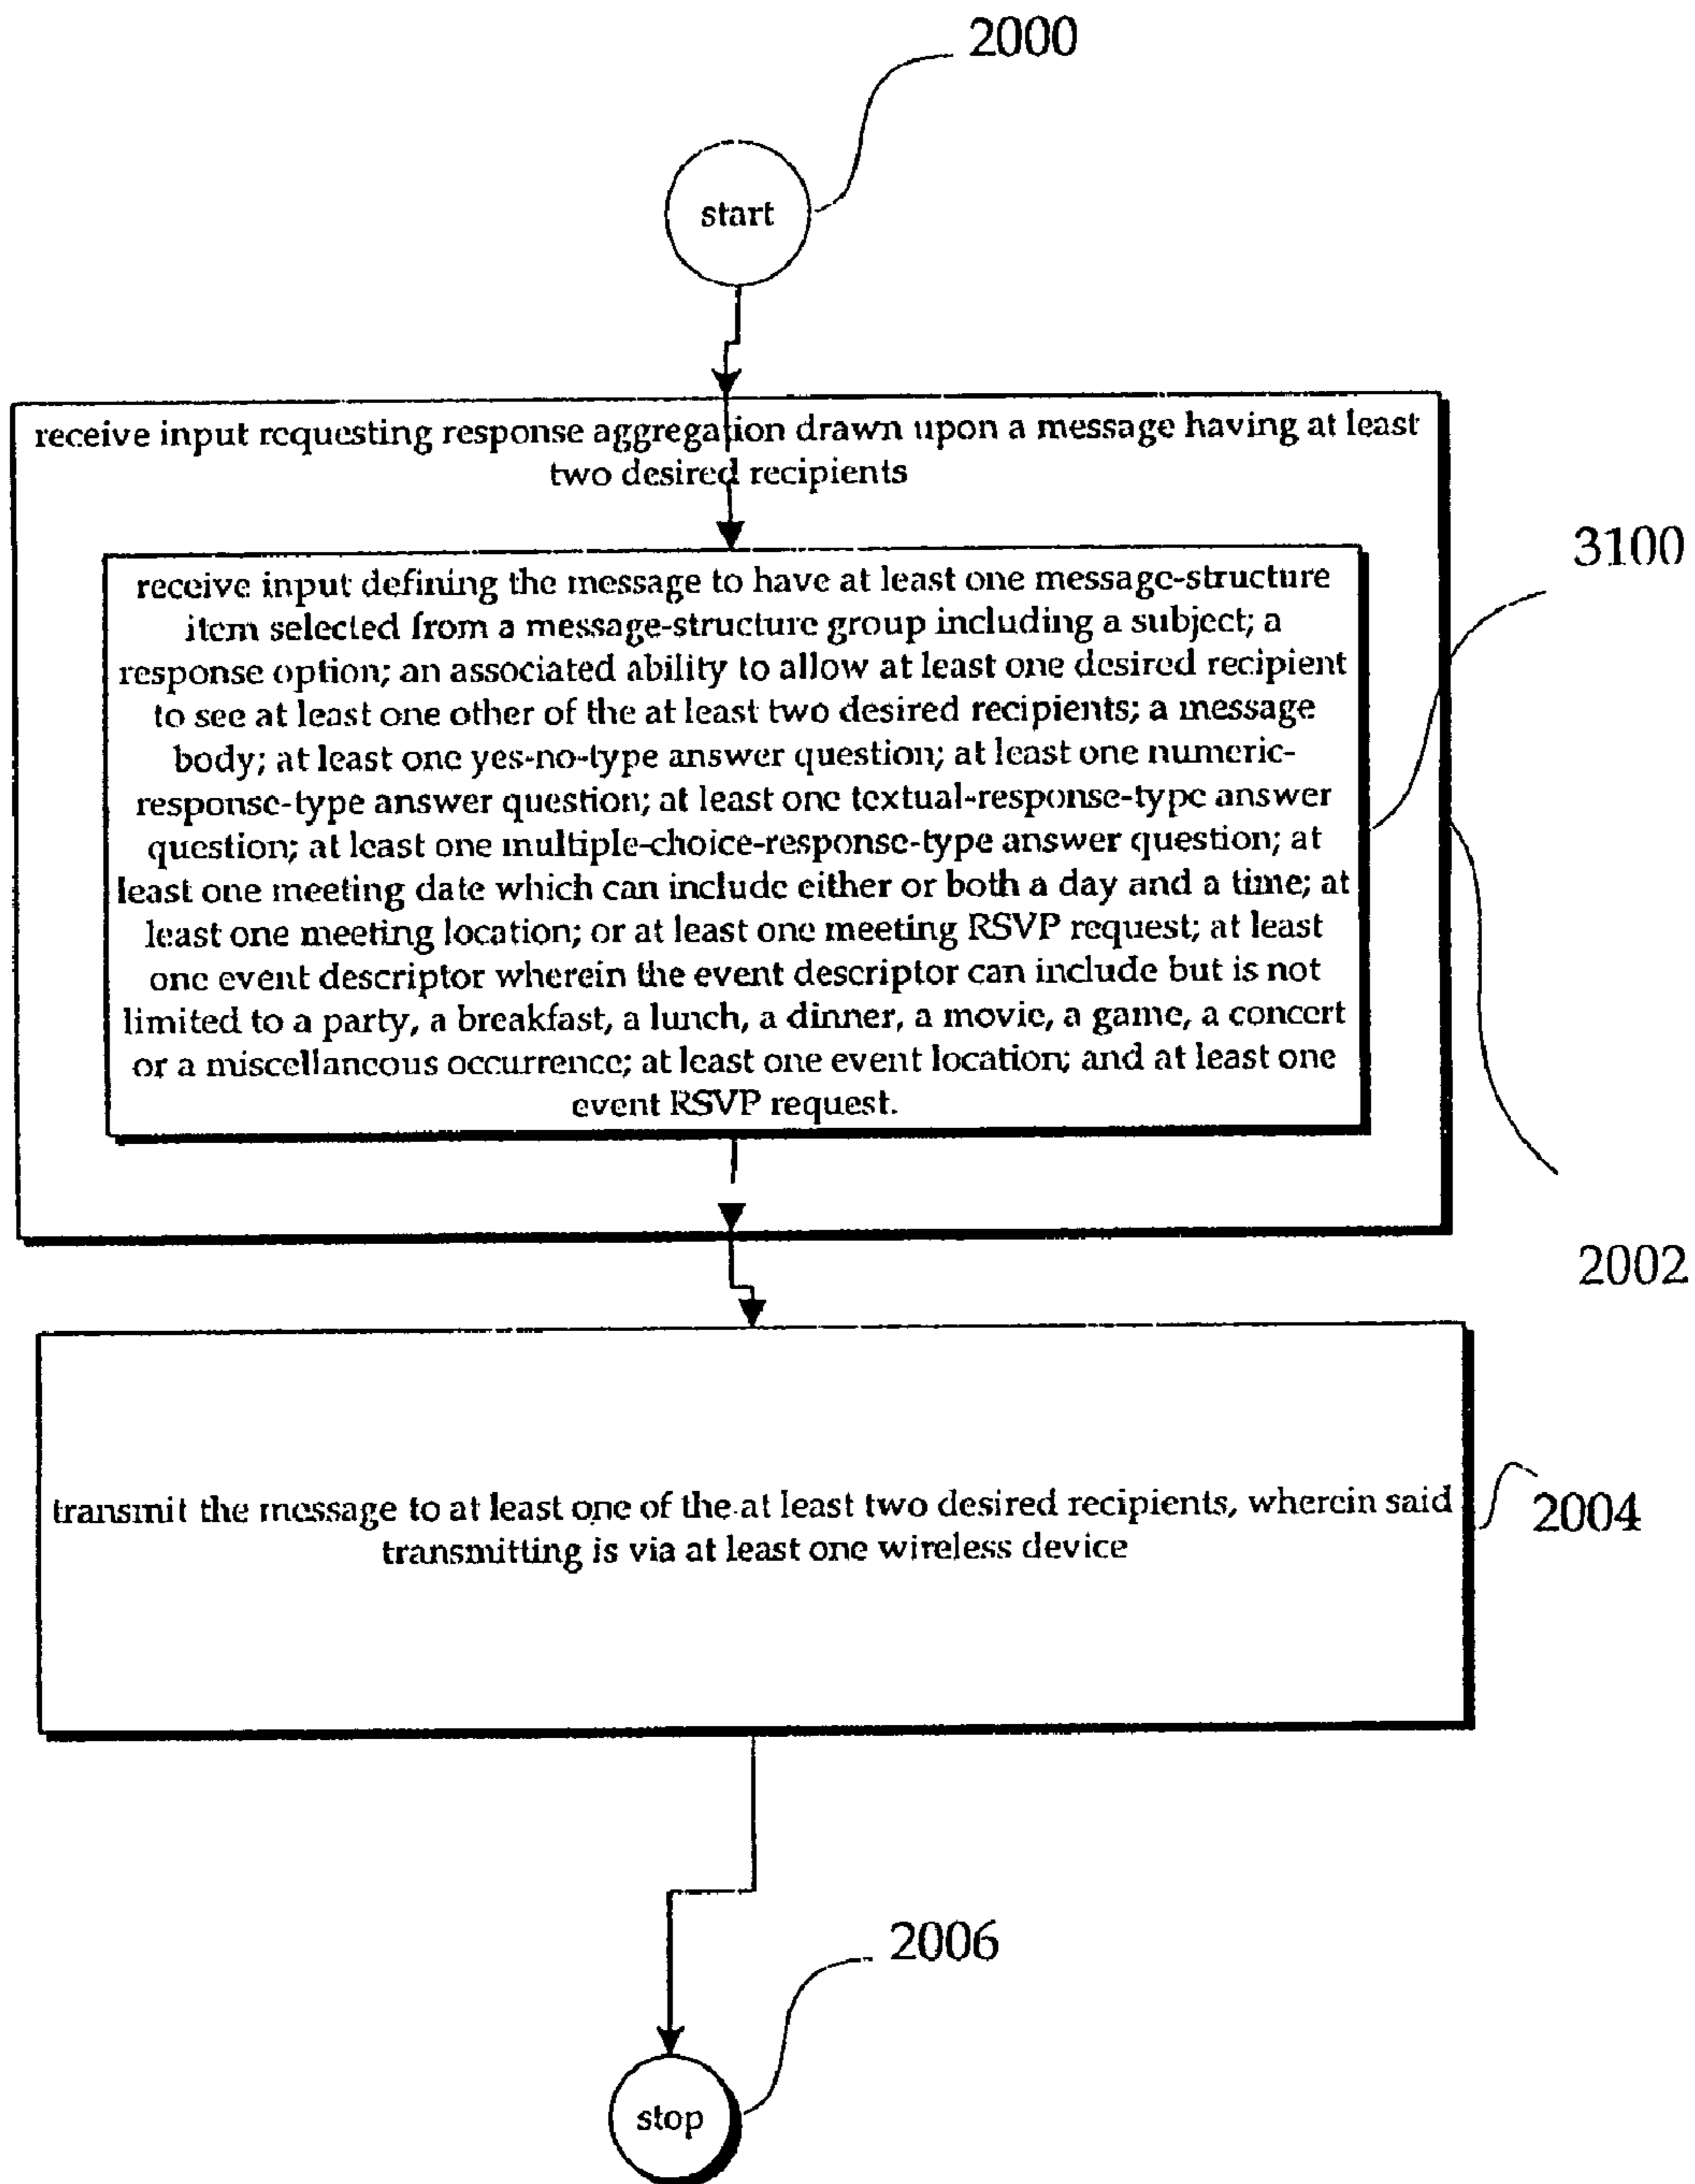 2000
start
receive input requesting response aggregation drawn upon a message having at least
two desired recipients
3100
receive input defining the message to have at least one message-structure
item selected from a message-structure group including a subject; a
response option; an associated ability to allow at least one desired recipient
to see at least one other of the at least two desired recipients; a message
body; at least one yes-no-type answer question; at least one numeric-
response-type answer question; at least one textual-response-type answer
question; at least one multiple-choice-response-type answer question; at
least one meeting date which can include either or both a day and a time; at
least one meeting location; or at least one meeting RSVP request; at least
one event descriptor wherein the event descriptor can include but is not
limited to a party, a breakfast, a lunch, a dinner, a movie, a game, a concert
or a miscellaneous occurrence; at least one event location; and at least one
event RSVP request.
2002
transmit the message to at least one of the at least two desired recipients, wherein said
transmitting is via at least one wireless device
2004
2006
stop